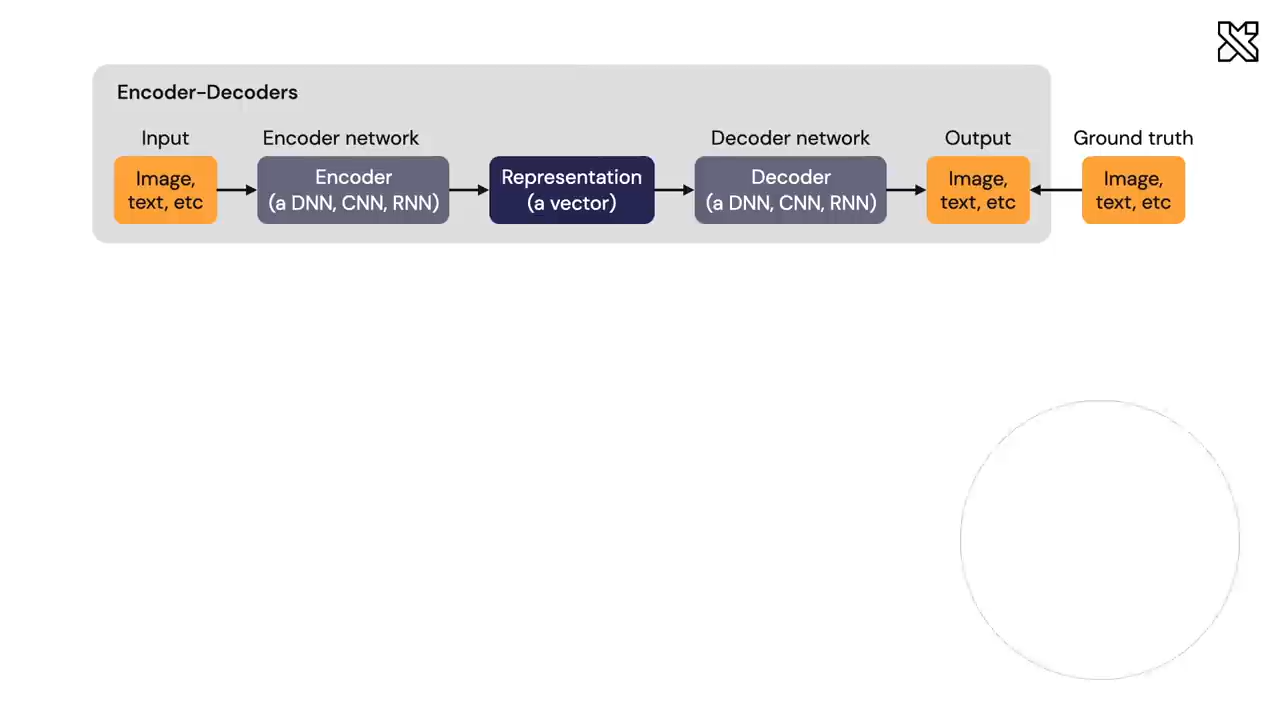 Encoder-Decoders
Input
Encoder network
Decoder network
Output
Ground truth
Image,
text, etc
Encoder
(a DNN, CNN, RNN)
Representation
(a vector)
Decoder
(a DNN, CNN, RNN)
Image,
text, etc
Image,
text, etc